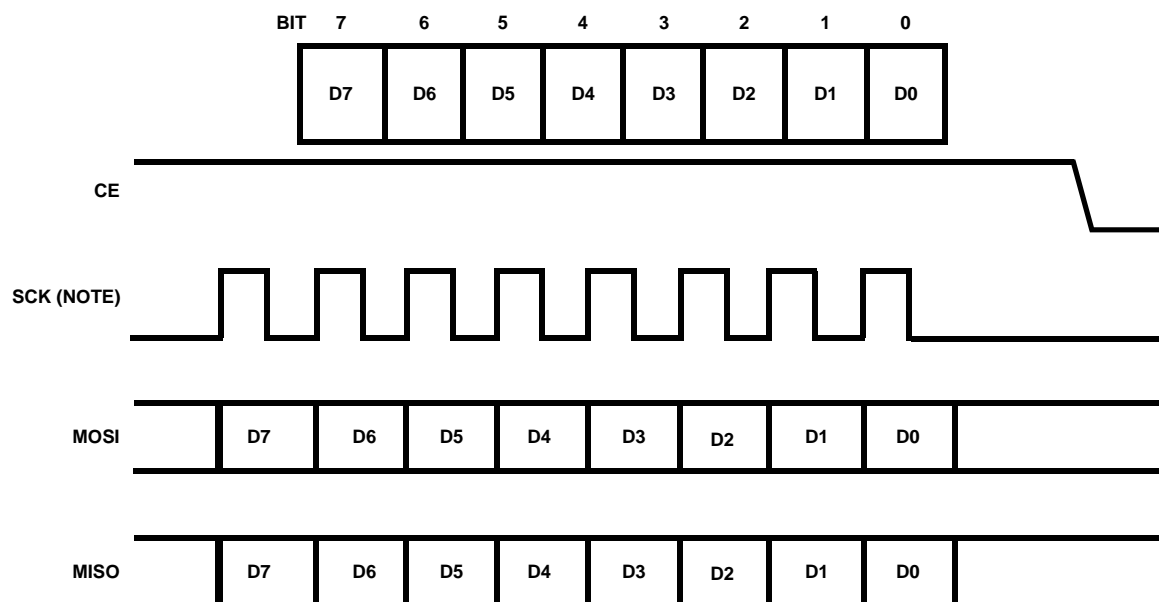 BIT 7 6 5 4 3 2 1 0
D7 D6 D5 D4 D3 D2 D1 D0
CE
SCK (NOTE)
MOSI D7 D6 D5 D4 D3 D2 D1 D0
MISO D7 D6 D5 D4 D3 D2 D1 D0